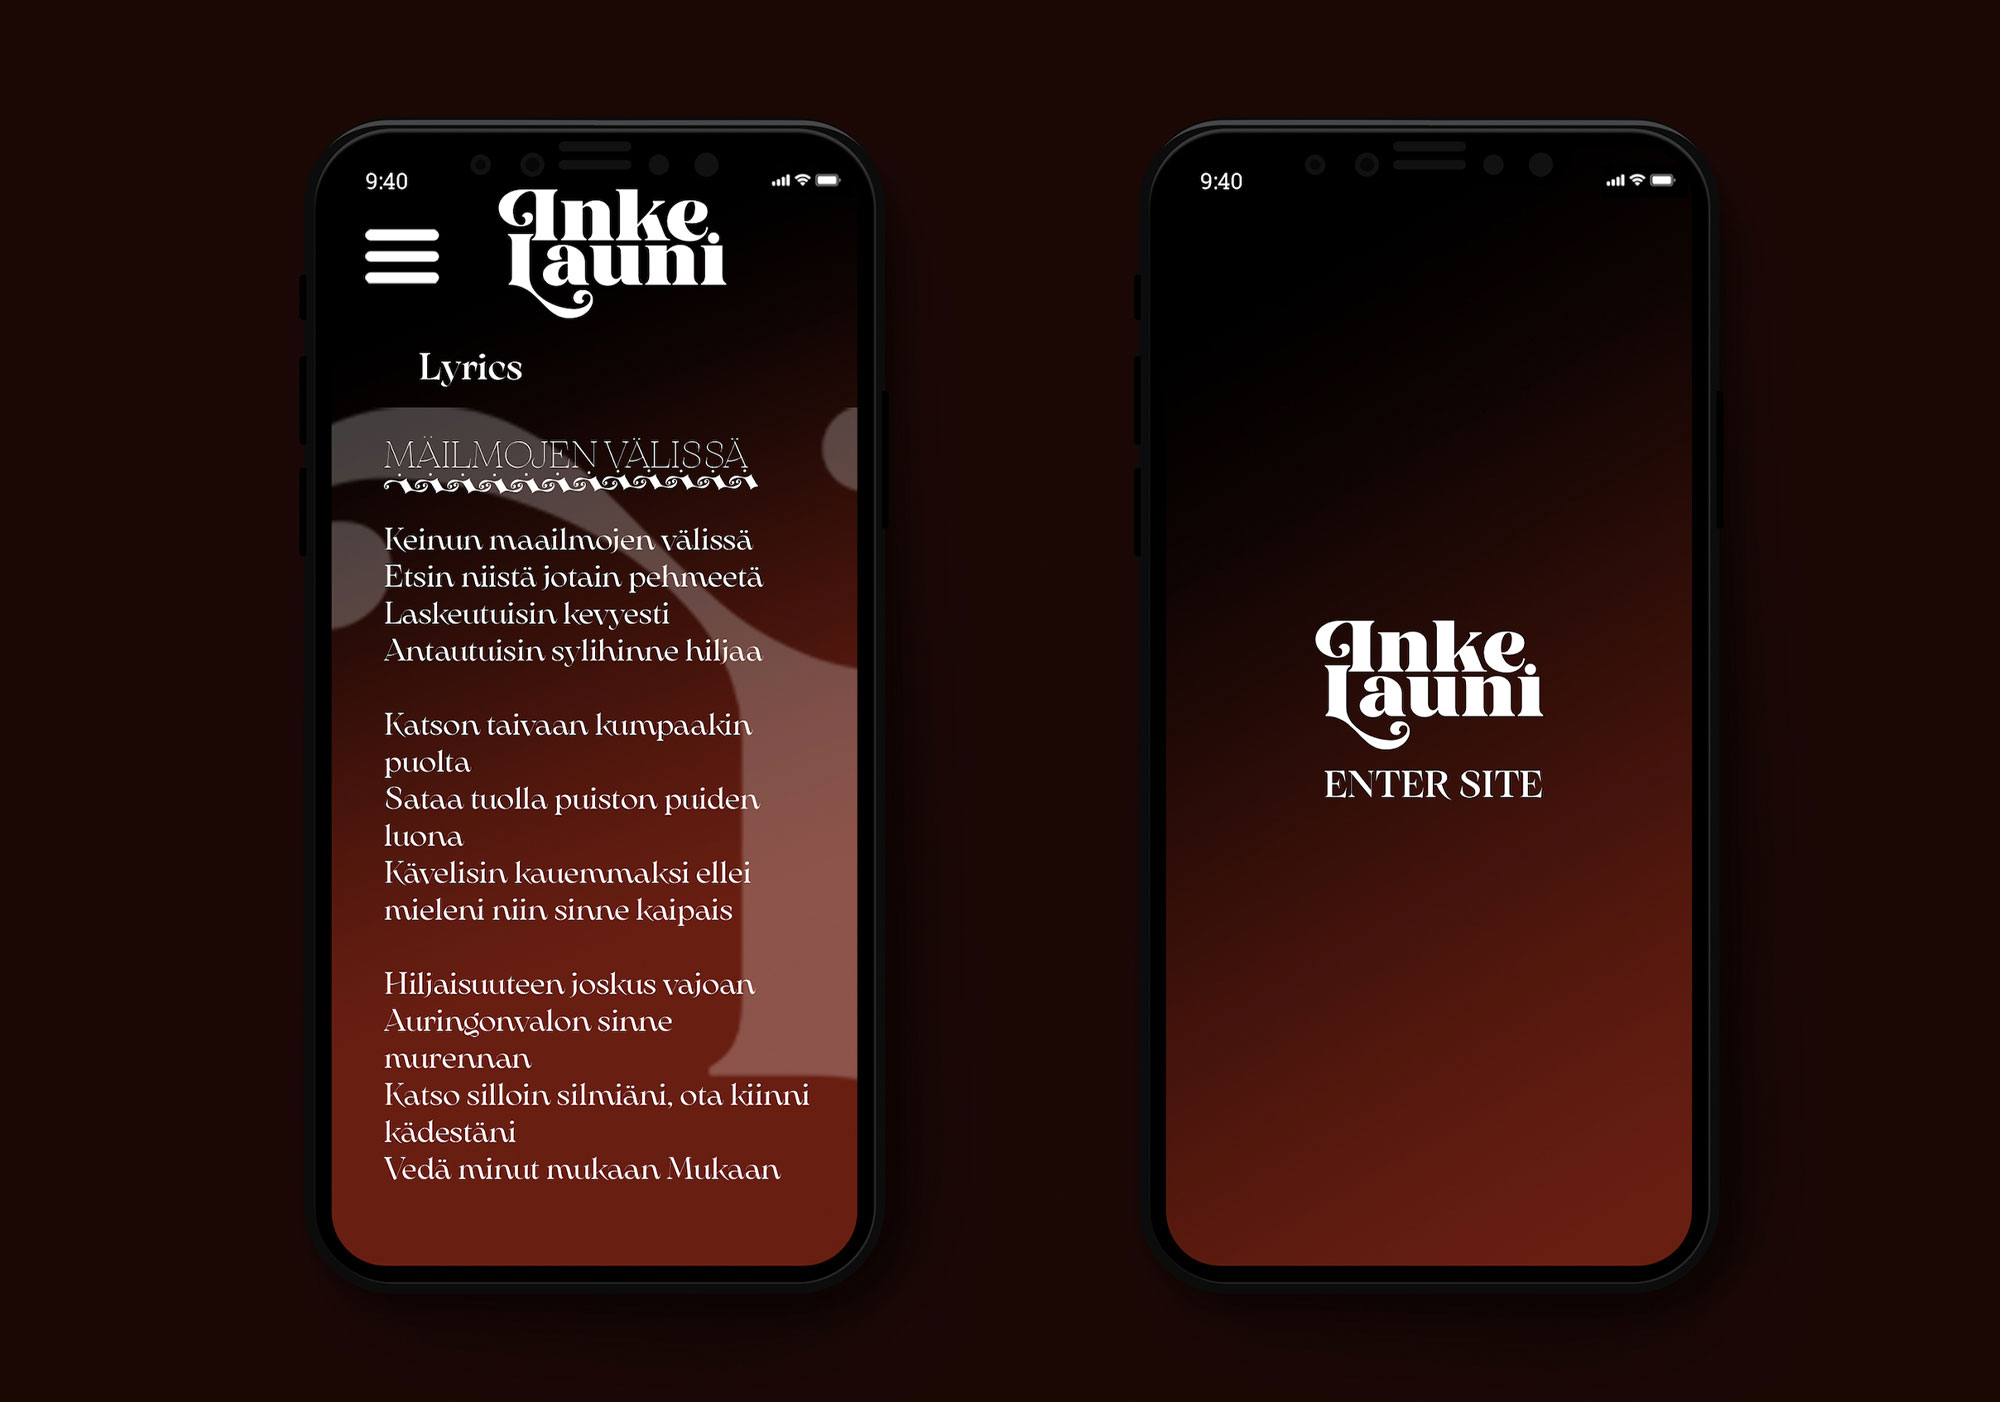 9:40
Inke
Launi
Lyrics
MÄILMOJEN VÄLISSÄ
Keinun maailmojen välissä
Etsin niistä jotain pehmeetä
Laskeutuisin kevyesti
Antautuisin sylihinne hiljaa
Katson taivaan kumpaakin
puolta
Sataa tuolla puiston puiden
luona
Kävelisin kauemmaksi ellei
mieleni niin sinne kaipais
Hiljaisuuteen joskus vajoan
Auringonvalon sinne
murennan
Katso silloin silmiäni, ota kiinni
kädestäni
Vedä minut mukaan Mukaan
9:40
Inke
Launi
ENTER SITE